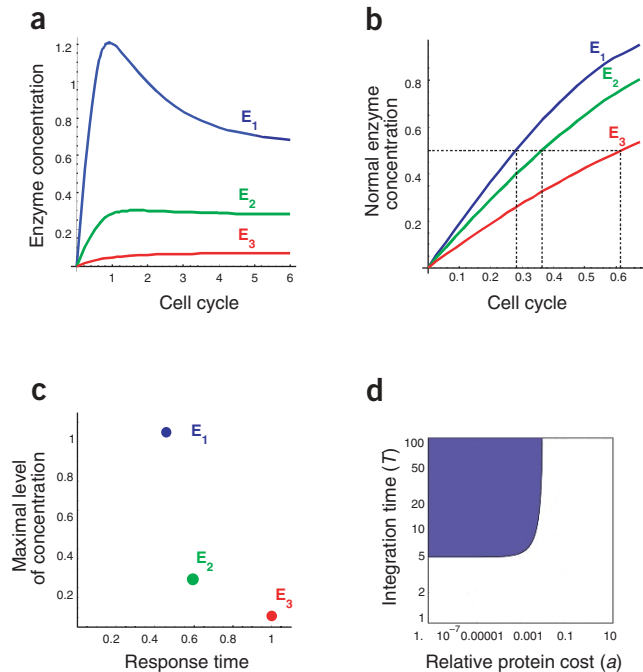 a
Enzyme concentration
1.2
1
0.8
0.6
0.4
0.2
E1
E2
E3
1 2 3 4 5 6
Cell cycle
b
Normal enzyme
concentration
0.8
0.6
0.4
0.2
E1
E2
E3
0.1 0.2 0.3 0.4 0.5 0.6
Cell cycle
c
Maximal level
of concentration
1
0.8
0.6
0.4
0.2
E1
E2
E3
0.2 0.4 0.6 0.8 1
Response time
d
Integration time (T)
100
50
20
10
5
2
1
1. 10−7 0.00001 0.001 0.1 10
Relative protein cost (a)